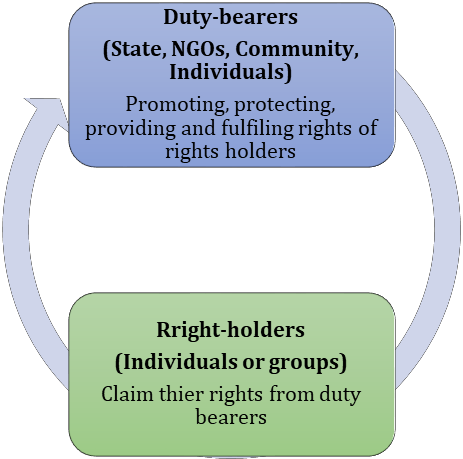 Duty-bearers
(State, NGOs, Community,
Individuals)
Promoting, protecting,
providing and fulfiling rights of
rights holders
Rright-holders
(Individuals or groups)
Claim thier rights from duty
bearers